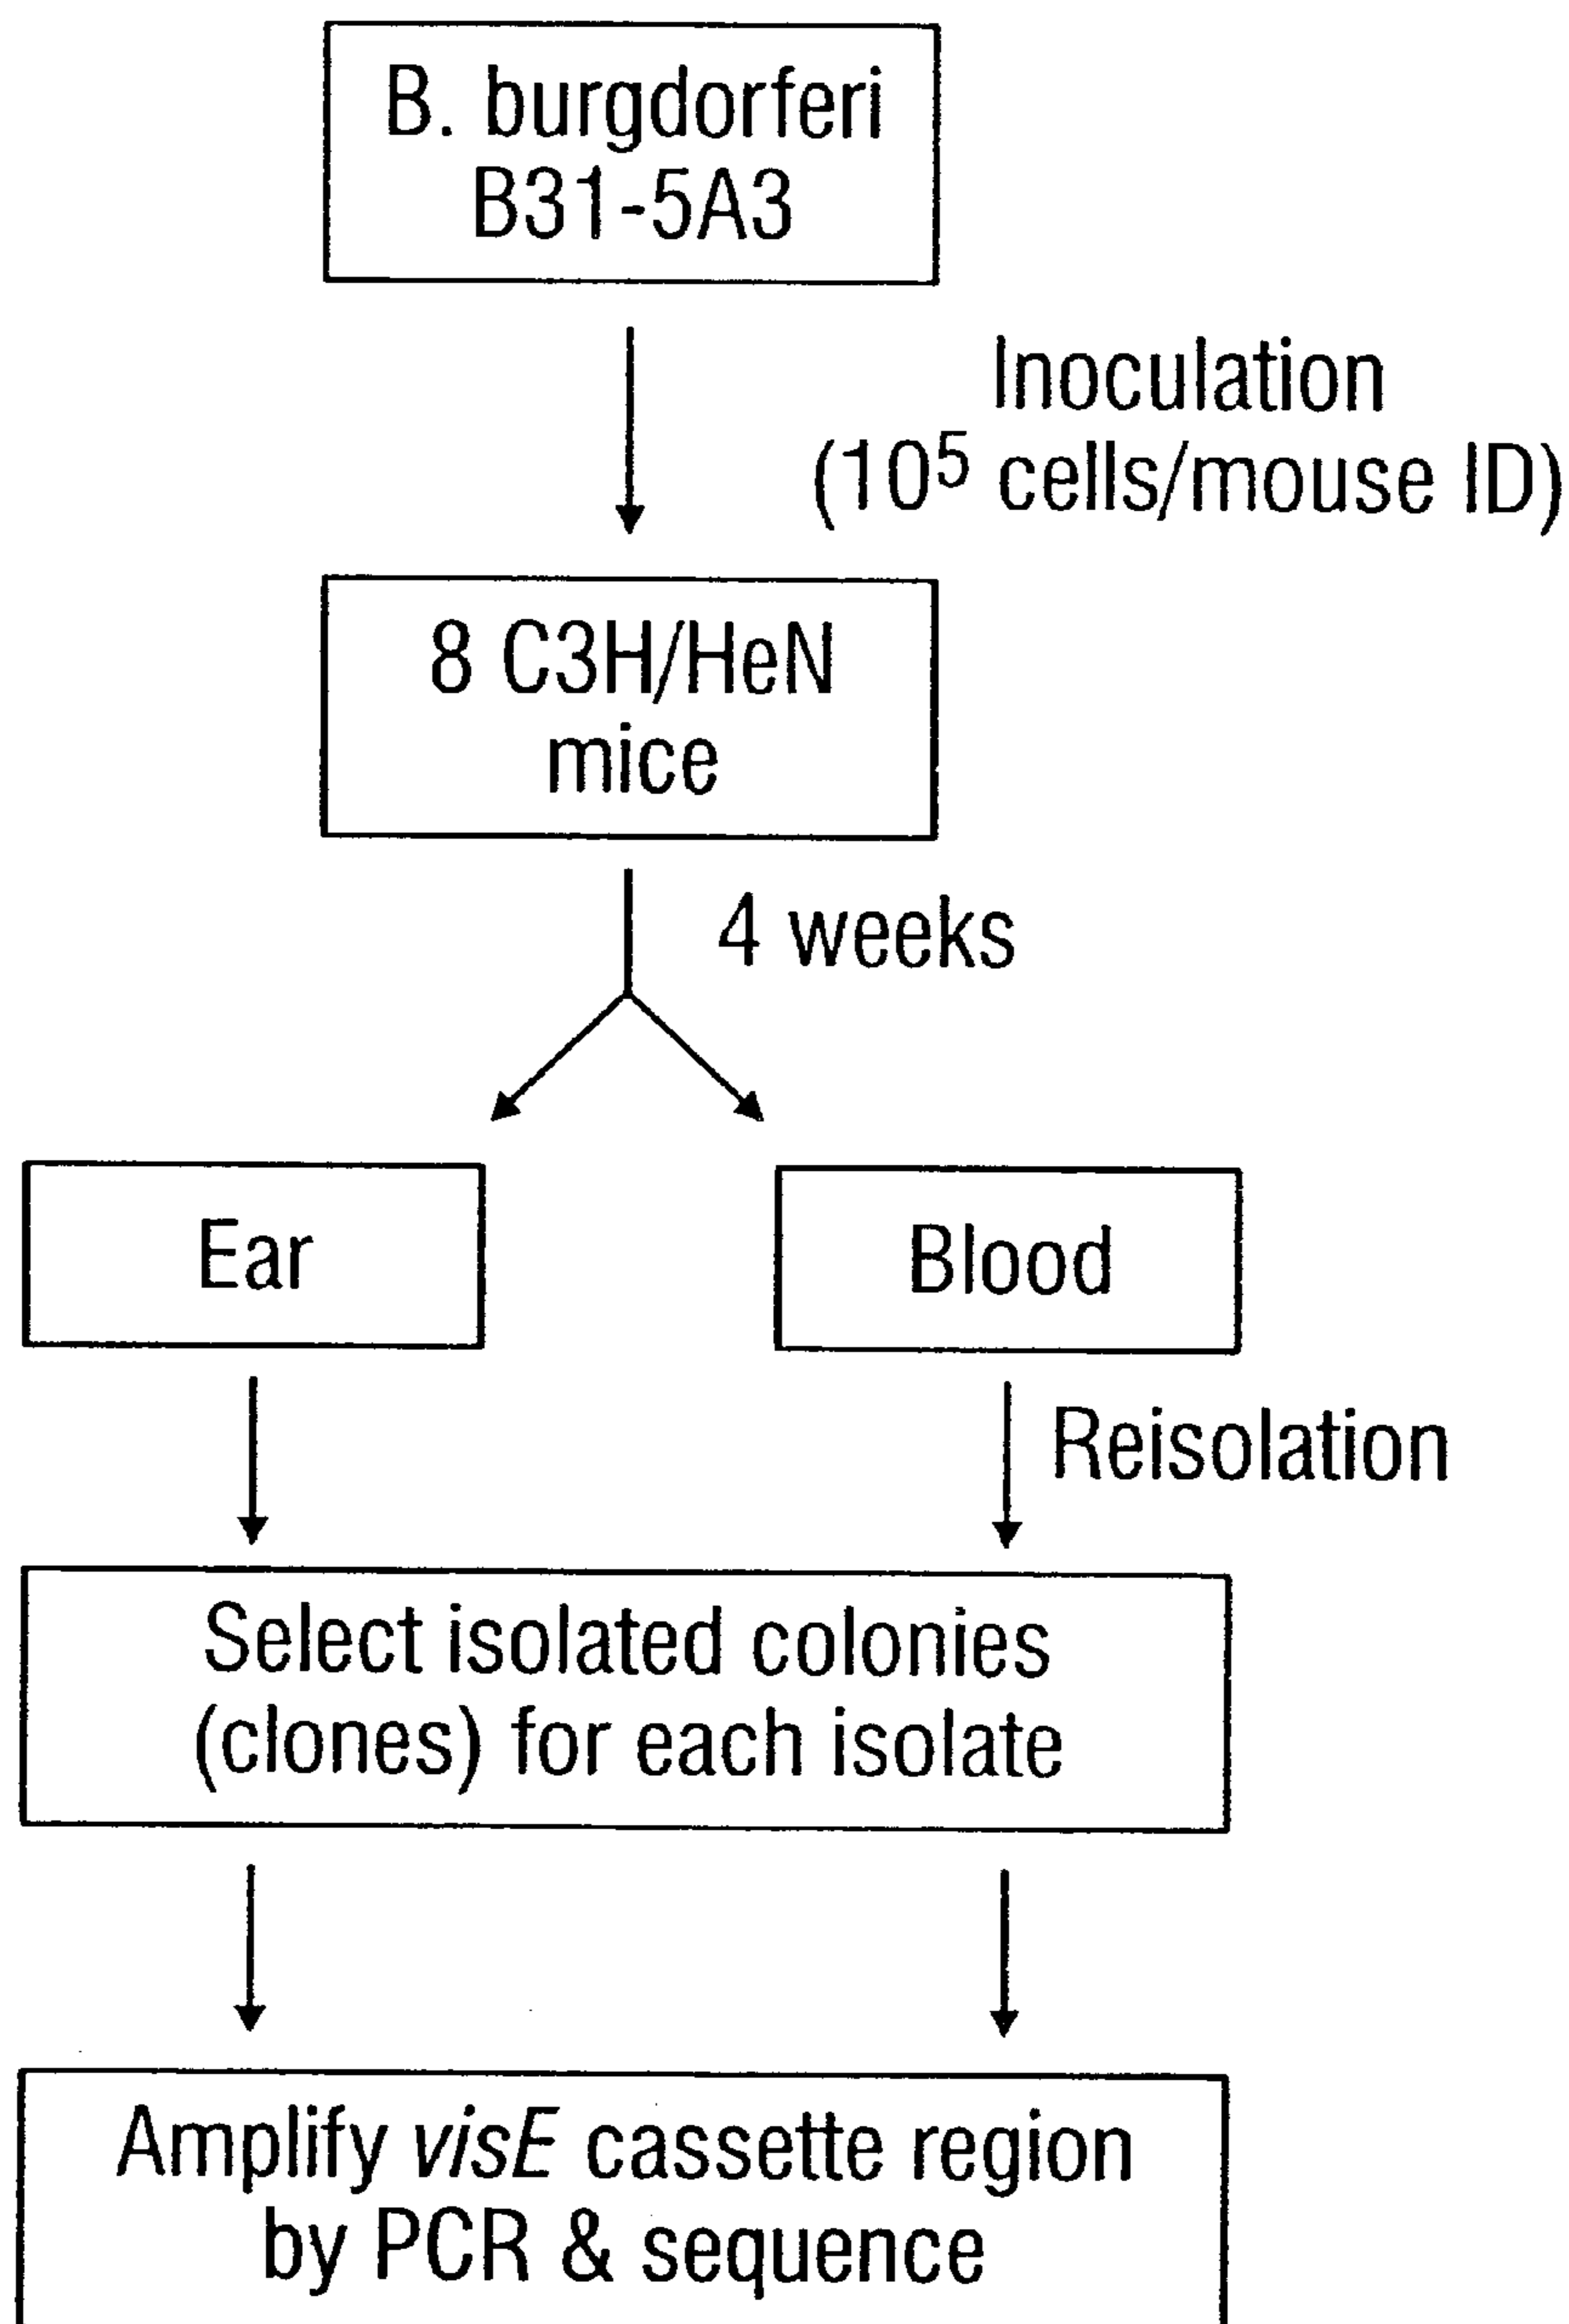 B. burgdorferi
B31-5A3
Inoculation
(10⁵ cells/mouse ID)
8 C3H/HeN
mice
4 weeks
Ear
Blood
Reisolation
Select isolated colonies
(clones) for each isolate
Amplify visE cassette region
by PCR & sequence